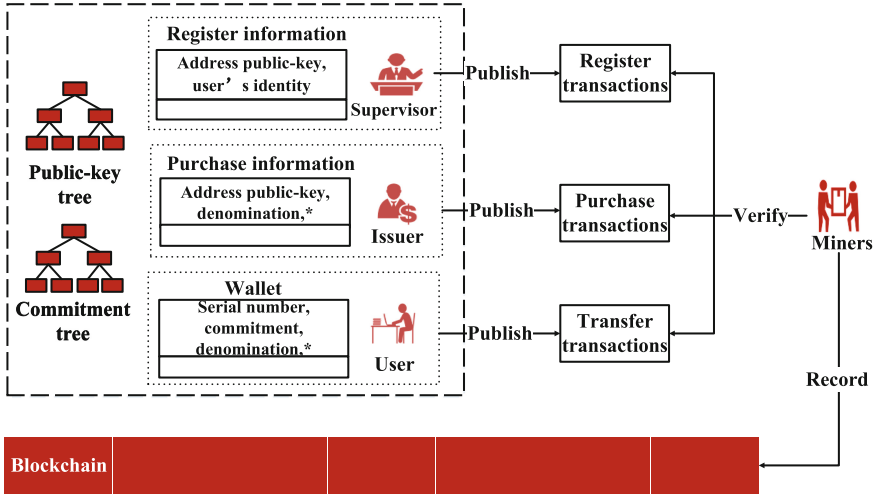 Register information
Address public-key,
user’s identity
Supervisor
Publish
Register
transactions
Public-key
tree
Purchase information
Address public-key,
denomination,*
Issuer
Publish
Purchase
transactions
Verify
Miners
Commitment
tree
Wallet
Serial number,
commitment,
denomination,*
User
Publish
Transfer
transactions
Record
Blockchain